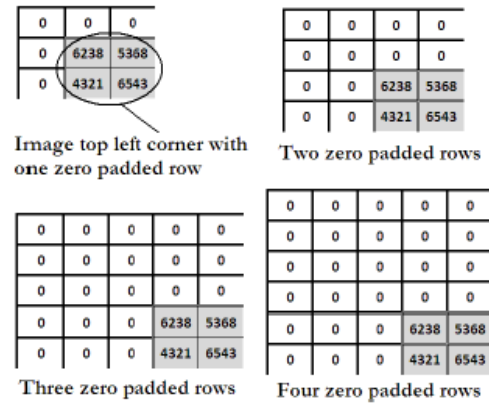 0 0 0
0 6238 5368
0 4321 6543
Image top left corner with
one zero padded row
0 0 0 0
0 0 0 0
0 0 6238 5368
0 0 4321 6543
Two zero padded rows
0 0 0 0 0
0 0 0 0 0
0 0 0 0 0
0 0 0 6238 5368
0 0 0 4321 6543
Three zero padded rows
0 0 0 0 0
0 0 0 0 0
0 0 0 0 0
0 0 0 0 0
0 0 0 6238 5368
0 0 0 4321 6543
Four zero padded rows